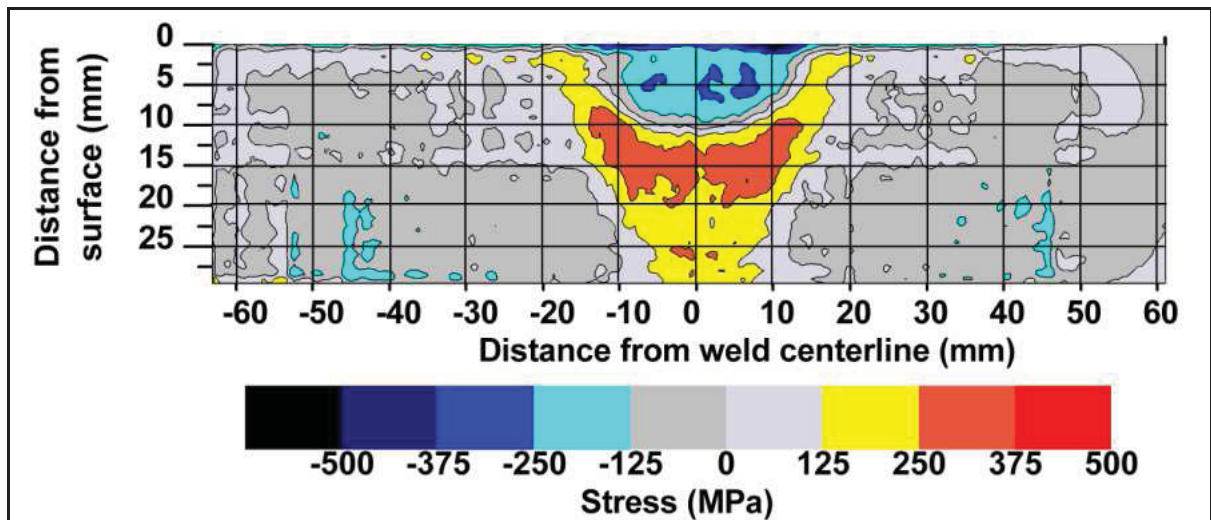 Distance from
surface (mm)
0
5
10
15
20
25
-60 -50 -40 -30 -20 -10 0 10 20 30 40 50 60
Distance from weld centerline (mm)
-500 -375 -250 -125 0 125 250 375 500
Stress (MPa)